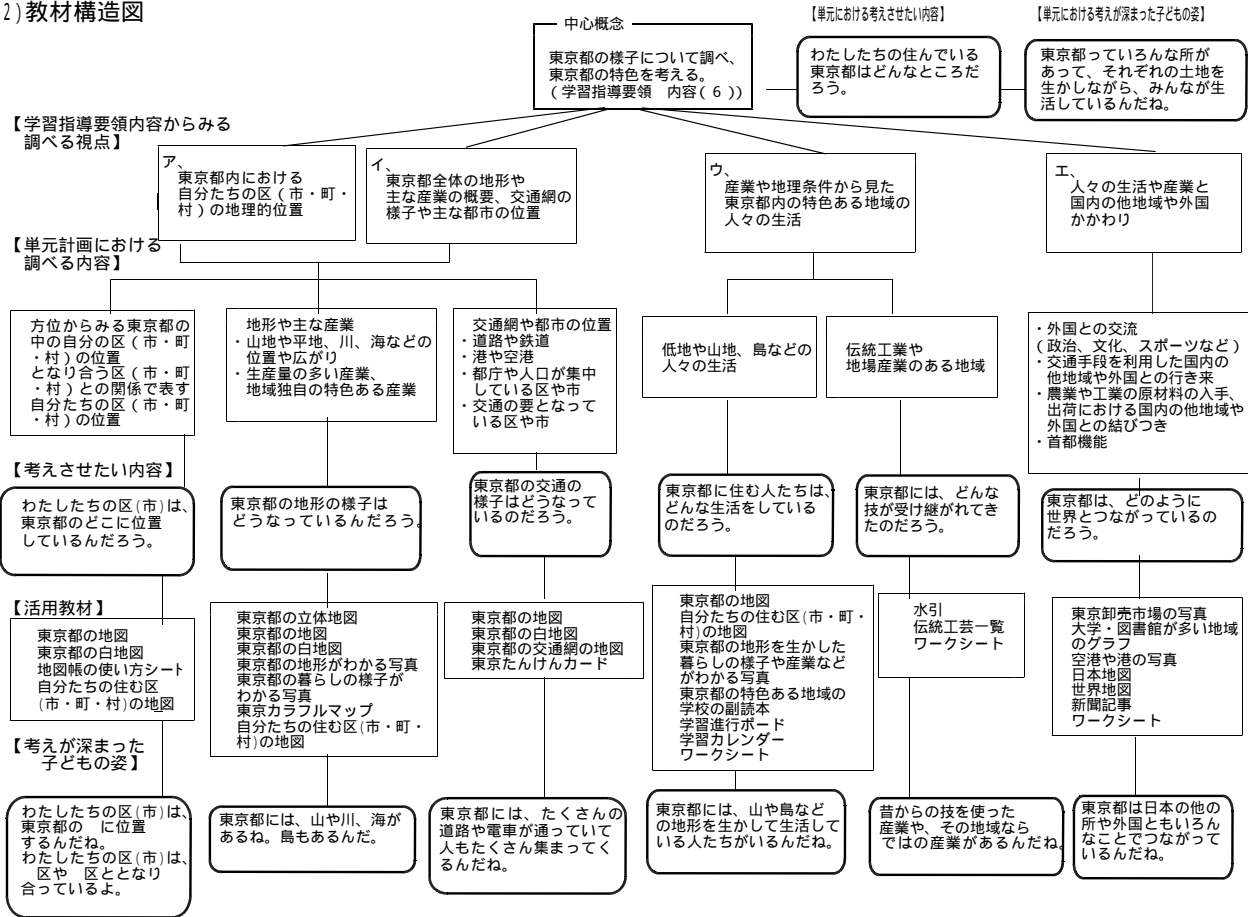 2)教材構造図
中心概念
東京都の様子について調べ、
東京都の特色を考える。
(学習指導要領 内容(6))
【単元における考えさせたい内容】
わたしたちの住んでいる
東京都はどんなところだ
ろう。
【単元における考えが深まった子どもの姿】
東京都っていろんな所が
あって、それぞれの土地を
生かしながら、みんなが生
活しているんだね。
【学習指導要領内容からみる
調べる視点】
ア、
東京都内における
自分たちの区(市・町・
村)の地理的位置
イ、
東京都全体の地形や
主な産業の概要、交通網の
様子や主な都市の位置
ウ、
産業や地理条件から見た
東京都内の特色ある地域の
人々の生活
エ、
人々の生活や産業と
国内の他地域や外国
かかわり
【単元計画における
調べる内容】
方位からみる東京都の
中の自分の区(市・町
・村)の位置
となり合う区(市・町
・村)との関係で表す
自分たちの区(市・町
・村)の位置
地形や主な産業
・山地や平地、川、海などの
位置や広がり
・生産量の多い産業、
地域独自の特色ある産業
交通網や都市の位置
・道路や鉄道
・港や空港
・都庁や人口が集中
している区や市
・交通の要となって
いる区や市
低地や山地、島などの
人々の生活
伝統工業や
地場産業のある地域
・外国との交流
(政治、文化、スポーツなど)
・交通手段を利用した国内の
他地域や外国との行き来
・農業や工業の原材料の入手、
出荷における国内の他地域や
外国との結びつき
・首都機能
【考えさせたい内容】
わたしたちの区(市)は、
東京都のどこに位置
しているんだろう。
東京都の地形の様子は
どうなっているんだろう。
東京都の交通の
様子はどうなって
いるのだろう。
東京都に住む人たちは、
どんな生活をしている
のだろう。
東京都には、どんな
技が受け継がれてき
たのだろう。
東京都は、どのように
世界とつながっているの
だろう。
【活用教材】
東京都の地図
東京都の白地図
地図帳の使い方シート
自分たちの住む区
(市・町・村)の地図
東京都の立体地図
東京都の地図
東京都の白地図
東京都の地形がわかる写真
東京都の暮らしの様子が
わかる写真
東京カラフルマップ
自分たちの住む区(市・町・
村)の地図
東京都の地図
東京都の白地図
東京都の交通網の地図
東京たんけんカード
東京都の地図
自分たちの住む区(市・町・
村)の地図
東京都の地形を生かした
暮らしの様子や産業など
がわかる写真
東京都の特色ある地域の
学校の副読本
学習進行ボード
学習カレンダー
ワークシート
水引
伝統工芸一覧
ワークシート
東京卸売市場の写真
大学・図書館が多い地域
のグラフ
空港や港の写真
日本地図
世界地図
新聞記事
ワークシート
【考えが深まった
子どもの姿】
わたしたちの区(市)は、
東京都の に位置
するんだね。
わたしたちの区(市)は、
区や 区ととなり
合っているよ。
東京都には、山や川、海が
あるね。島もあるんだ。
東京都には、たくさんの
道路や電車が通っていて
人もたくさん集まってく
るんだね。
東京都には、山や島など
の地形を生かして生活して
いる人たちがいるんだね。
昔からの技を使った
産業や、その地域なら
ではの産業があるんだね。
東京都は日本の他の
所や外国ともいろん
なことでつながって
いるんだね。